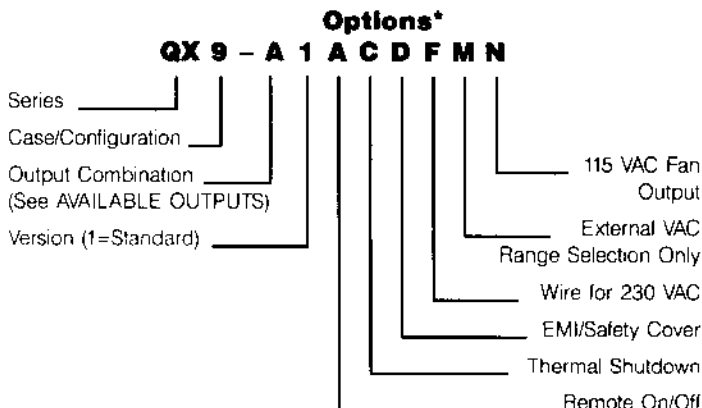 Options*
QX 9 – A 1 A C D F M N
Series
Case/Configuration
Output Combination
(See AVAILABLE OUTPUTS)
Version (1=Standard)
115 VAC Fan
Output
External VAC
Range Selection Only
Wire for 230 VAC
EMI/Safety Cover
Thermal Shutdown
Remote On/Off